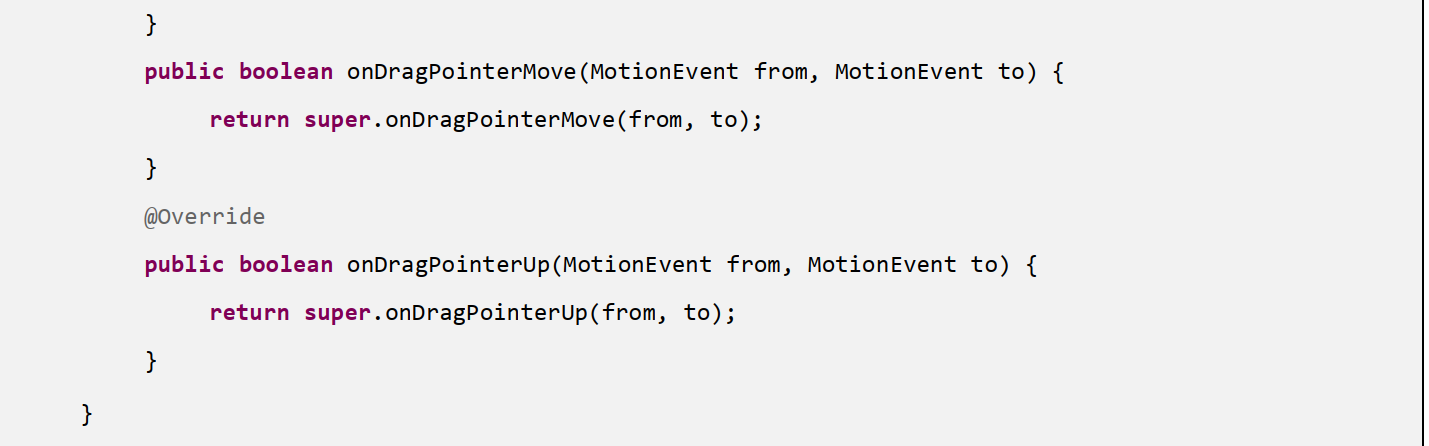 }
public boolean onDragPointerMove(MotionEvent from, MotionEvent to) {
return super.onDragPointerMove(from, to);
}
@Override
public boolean onDragPointerUp(MotionEvent from, MotionEvent to) {
return super.onDragPointerUp(from, to);
}
}